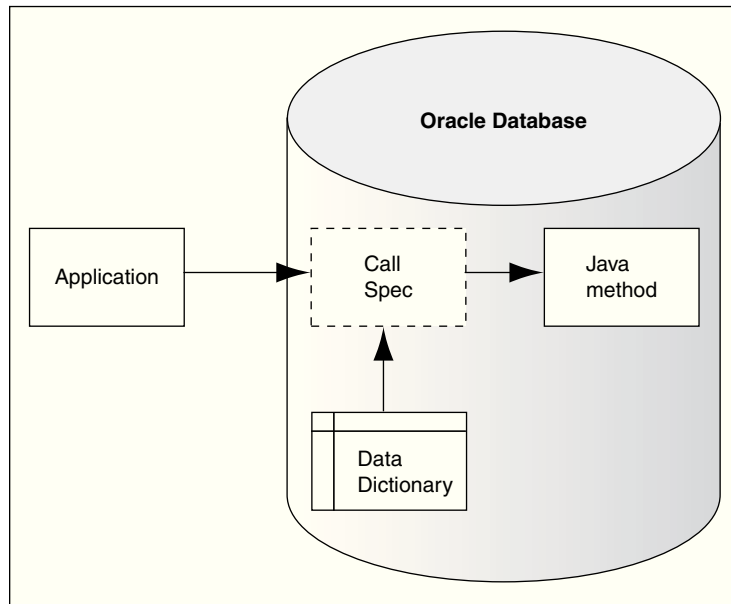 Oracle Database
Application
Call
Spec
Java
method
Data
Dictionary